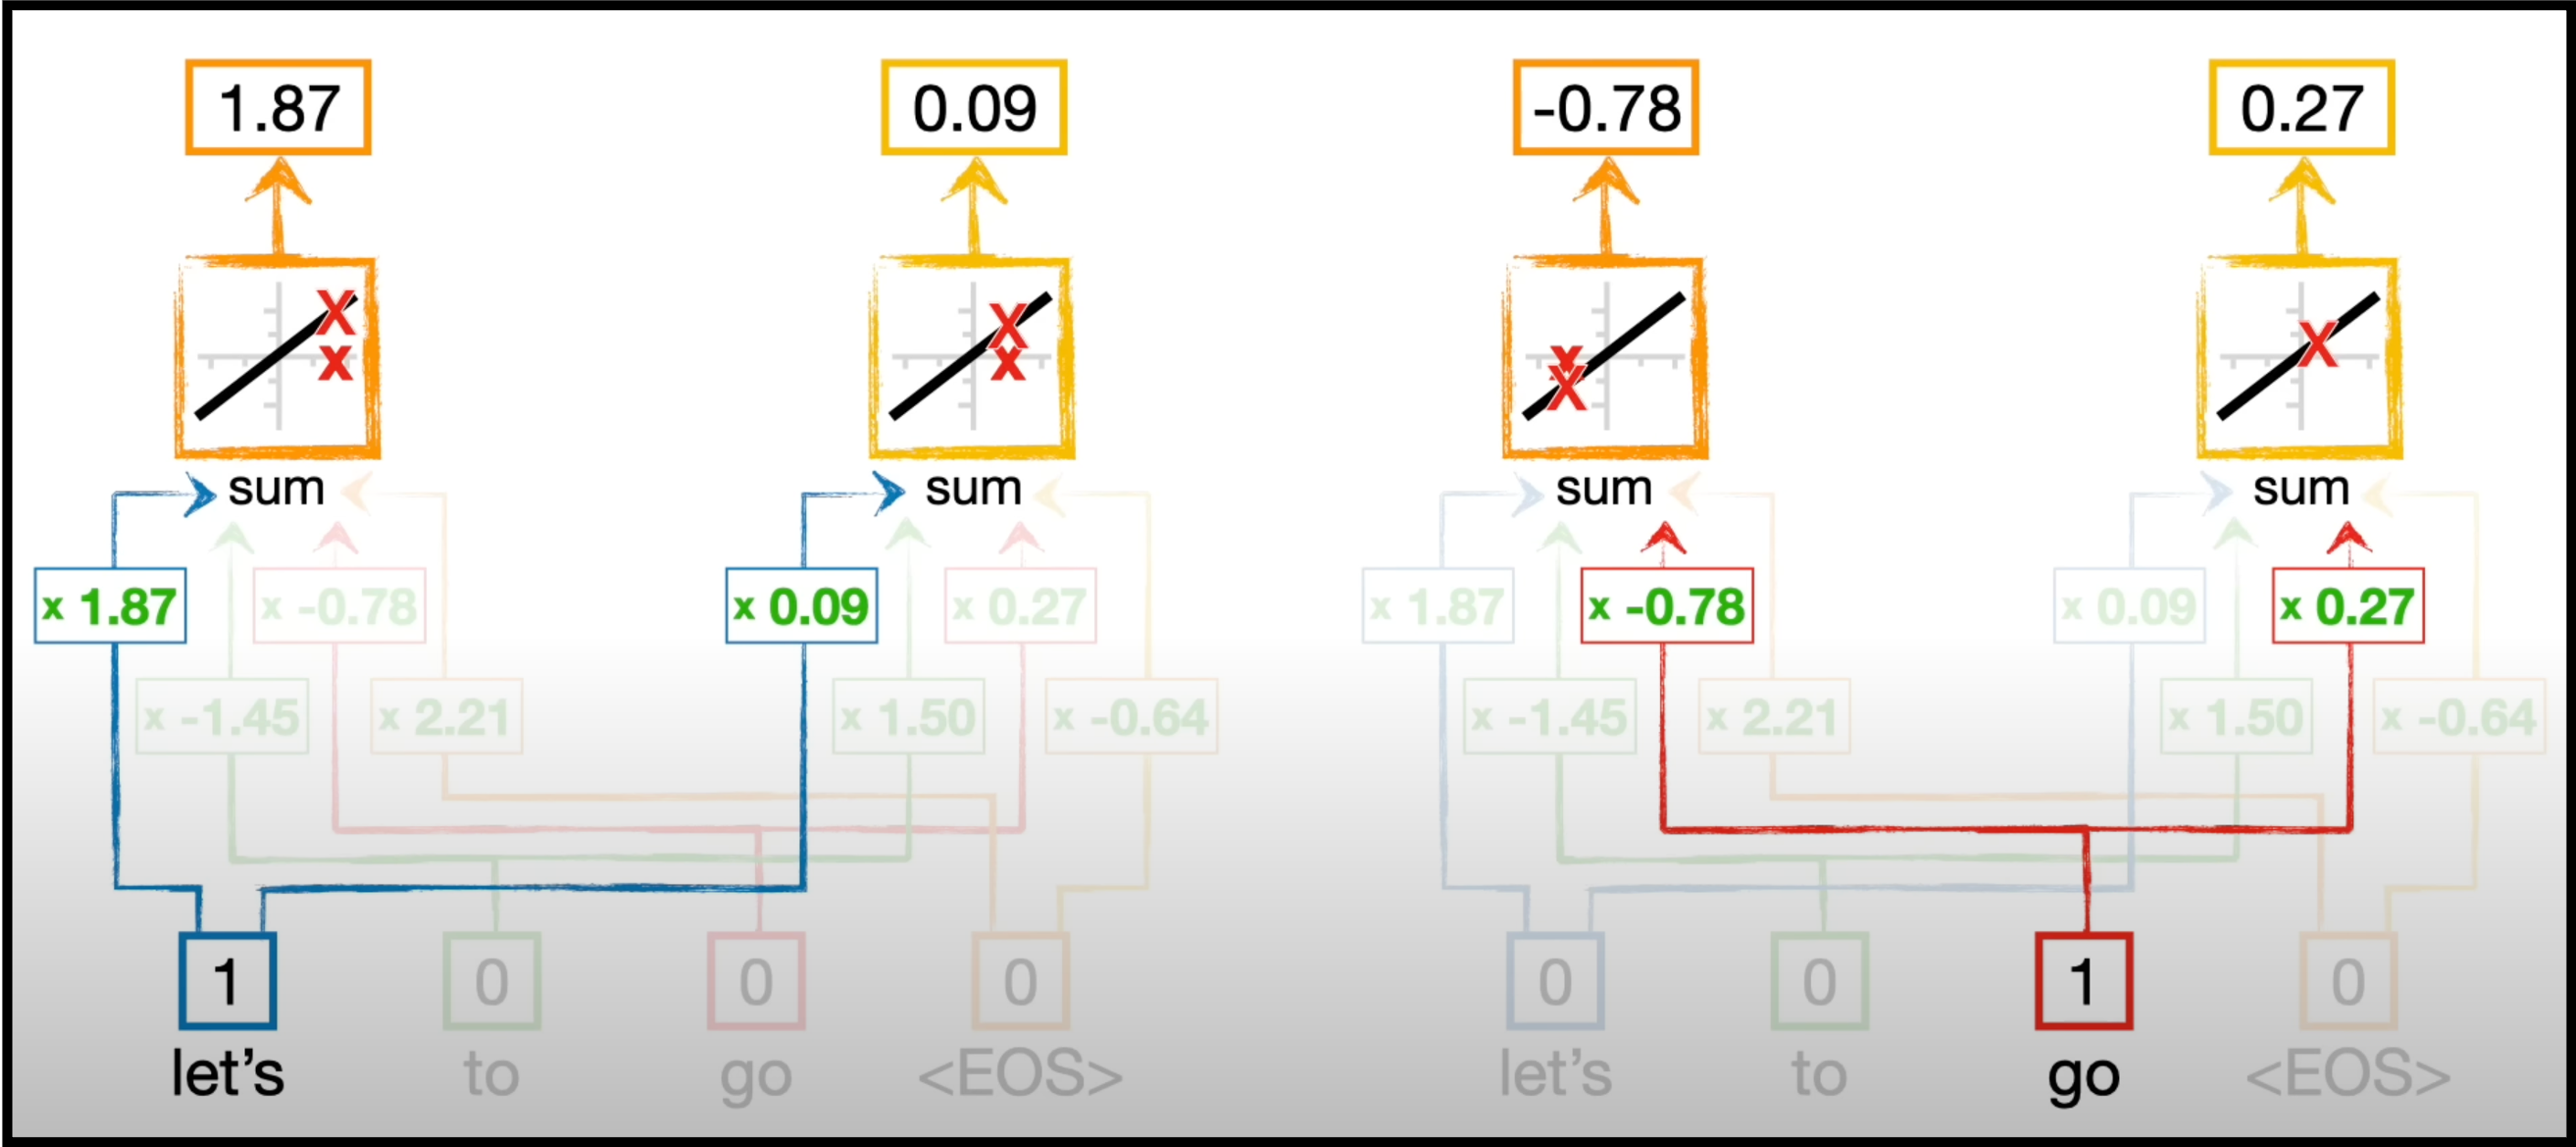 1.87 0.09 -0.78 0.27
sum sum sum sum
x 1.87 x -0.78 x 0.09 x 0.27 x 1.87 x -0.78 x 0.09 x 0.27
x -1.45 x 2.21 x 1.50 x -0.64 x -1.45 x 2.21 x 1.50 x -0.64
1 0 0 0 0 0 1 0
let’s to go <EOS> let’s to go <EOS>